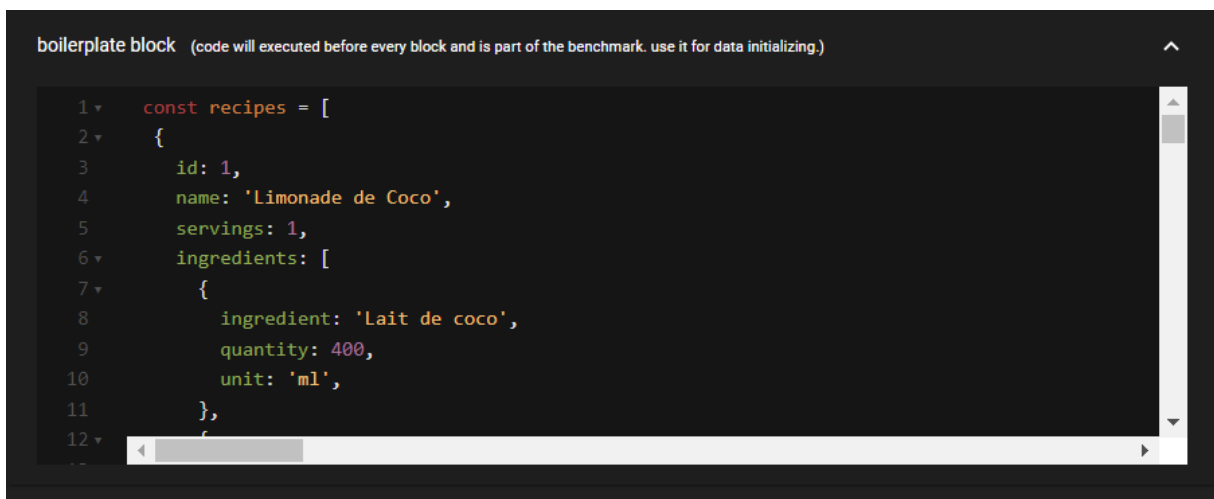 boilerplate block (code will executed before every block and is part of the benchmark. use it for data initializing.)
1 const recipes = [
2 {
3 id: 1,
4 name: 'Limonade de Coco',
5 servings: 1,
6 ingredients: [
7 {
8 ingredient: 'Lait de coco',
9 quantity: 400,
10 unit: 'ml',
11 },
12 {